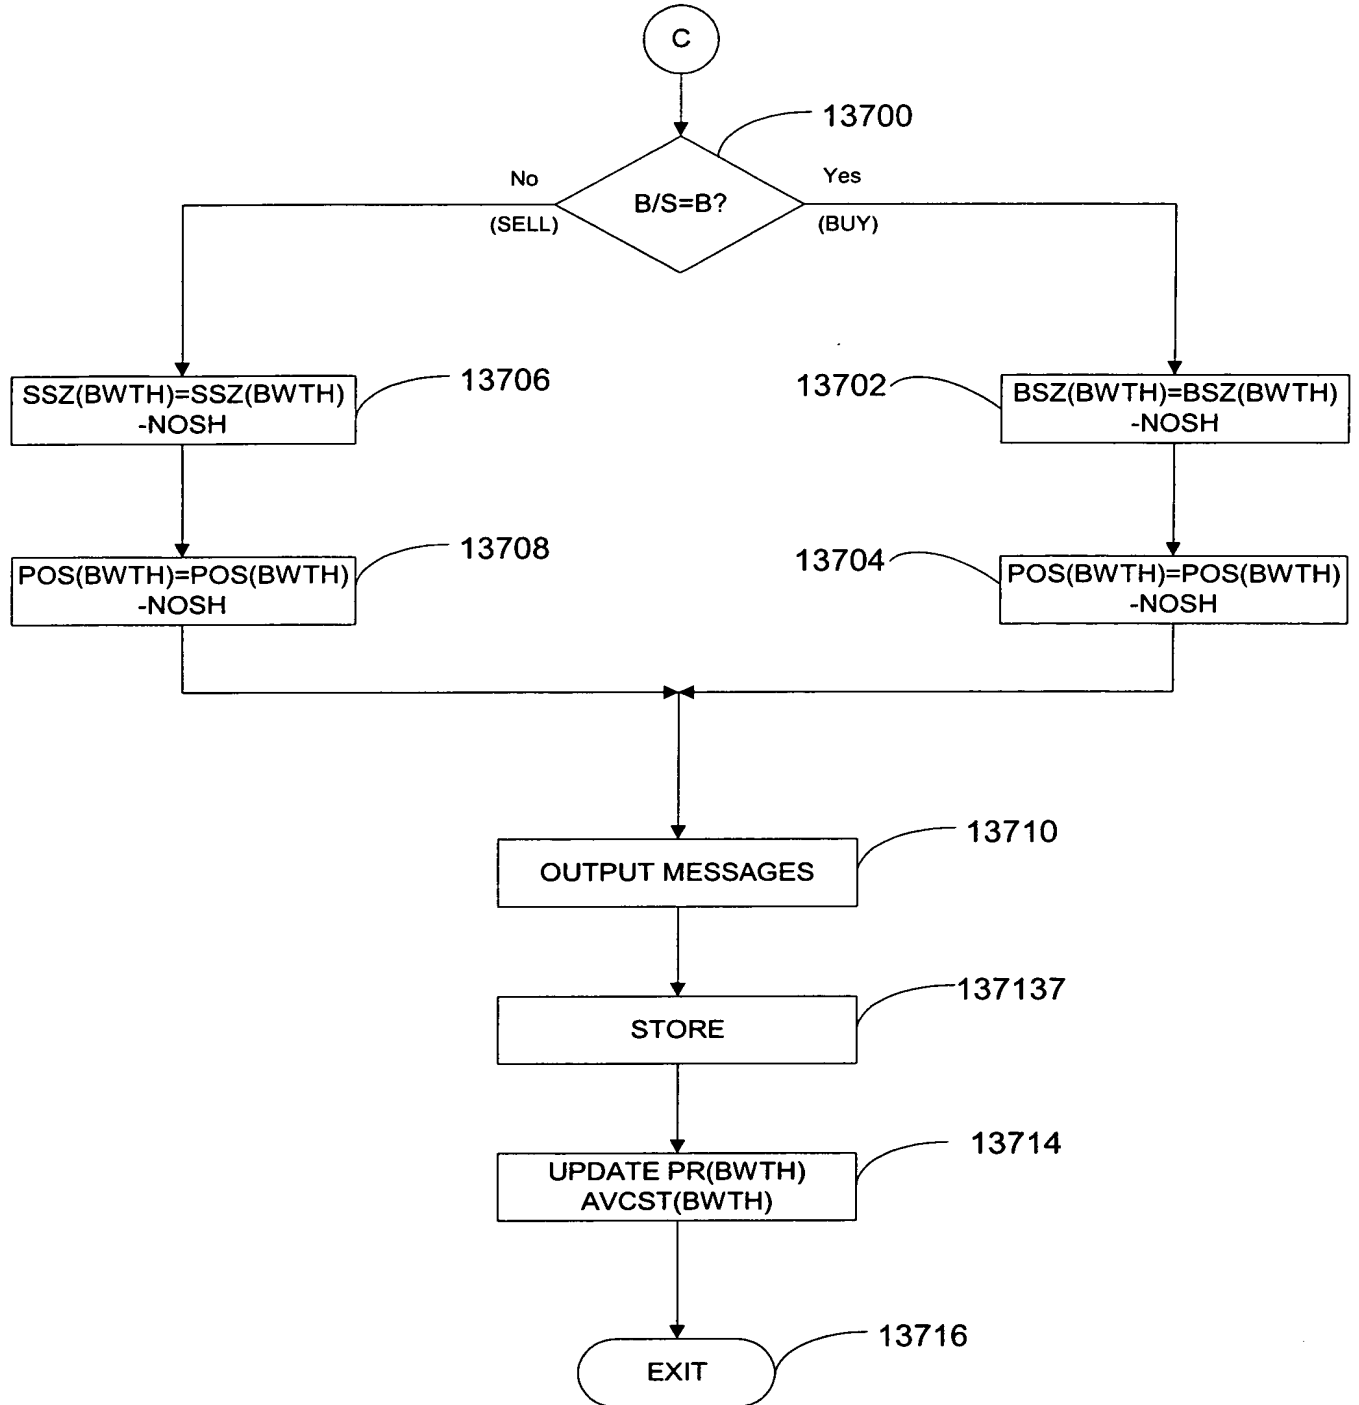 C
13700
No
Yes
B/S=B?
(SELL)
(BUY)
SSZ(BWTH)=SSZ(BWTH)
-NOSH
13706
13702
BSZ(BWTH)=BSZ(BWTH)
-NOSH
POS(BWTH)=POS(BWTH)
-NOSH
13708
13704
POS(BWTH)=POS(BWTH)
-NOSH
13710
OUTPUT MESSAGES
137137
STORE
13714
UPDATE PR(BWTH)
AVCST(BWTH)
13716
EXIT